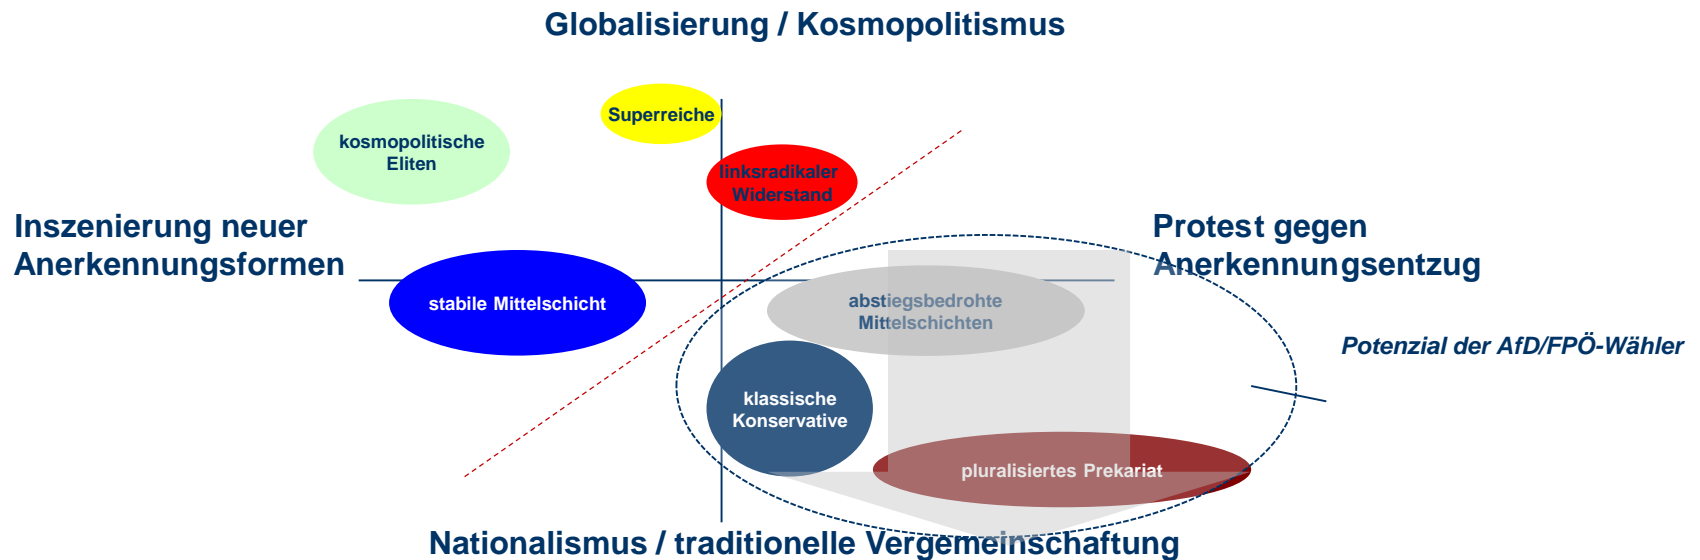 Globalisierung / Kosmopolitismus
Superreiche
kosmopolitische
Eliten
linksradikaler
Widerstand
Inszenierung neuer
Anerkennungsformen
Protest gegen
Anerkennungsentzug
stabile Mittelschicht
abstiegsbedrohte
Mittelschichten
Potenzial der AfD/FPÖ-Wähler
klassische
Konservative
pluralisiertes Prekariat
Nationalismus / traditionelle Vergemeinschaftung